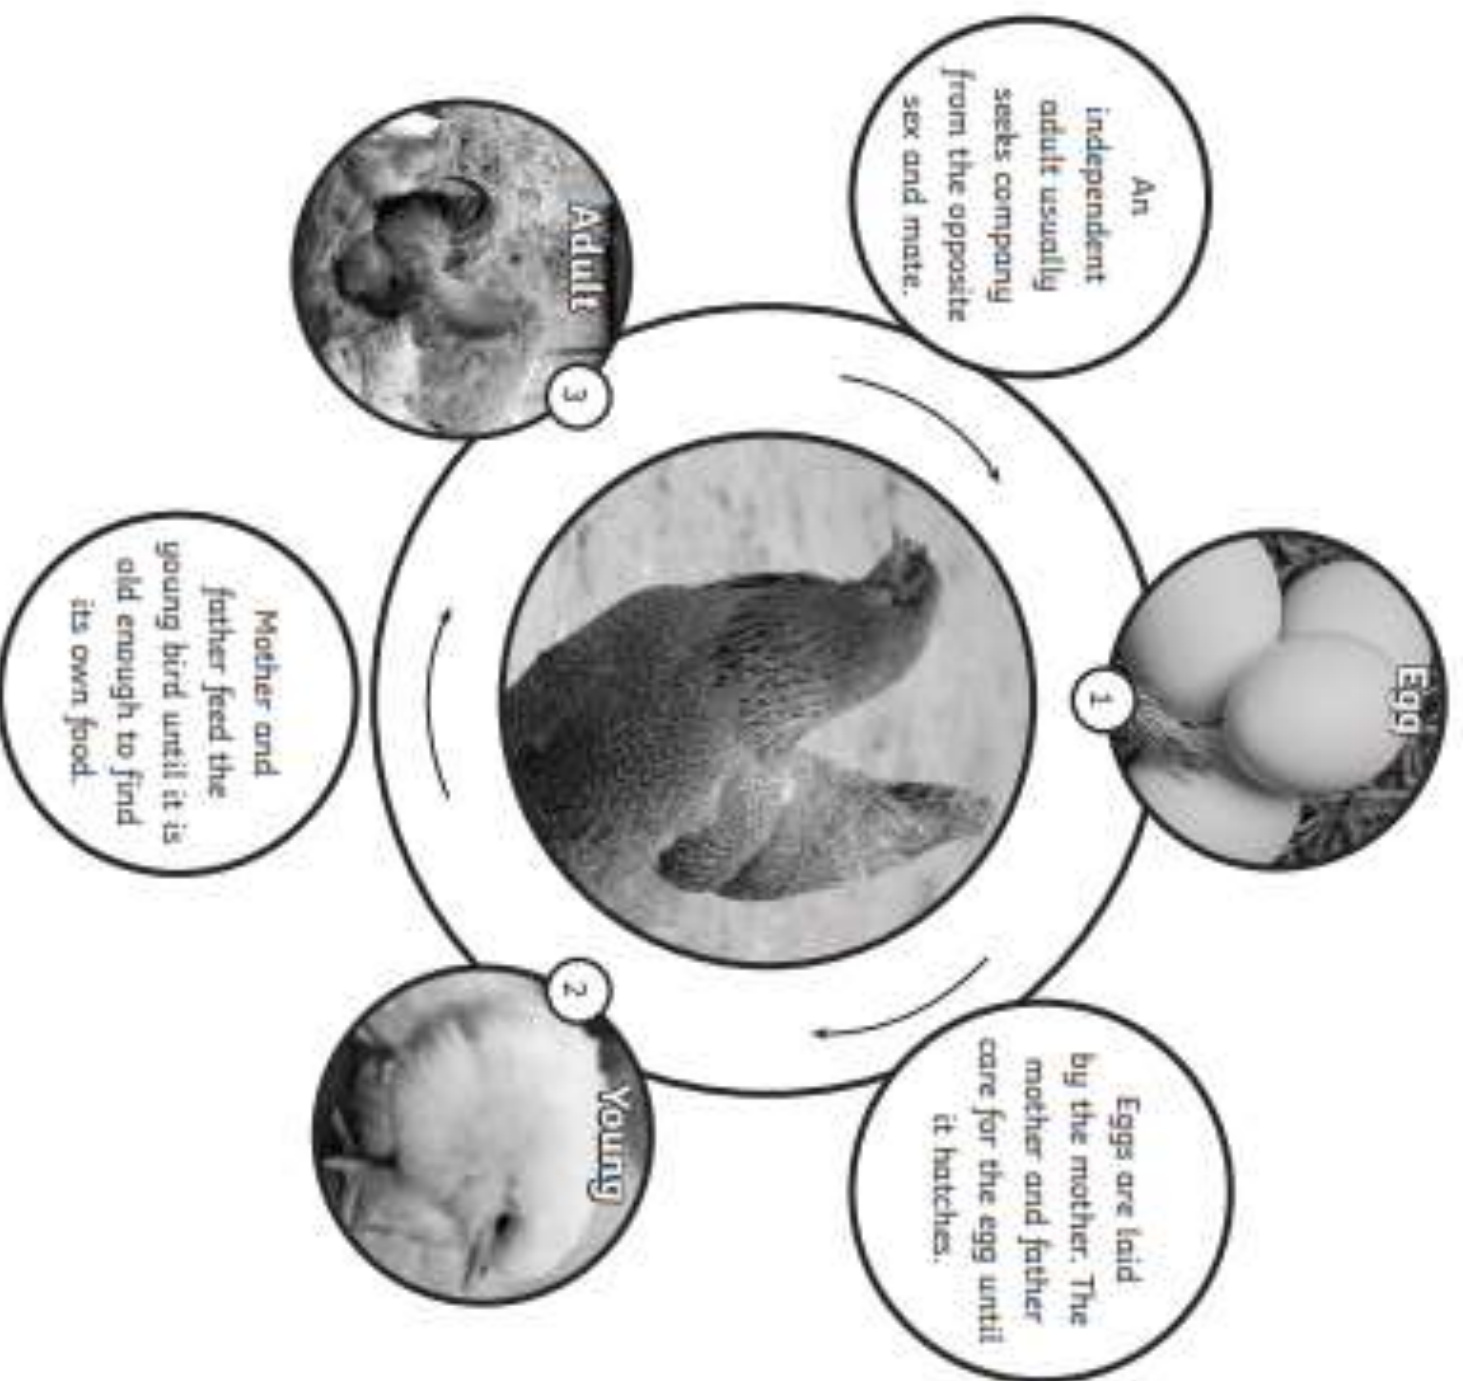 Egg
1
Eggs are laid
by the mother. The
mother and father
care for the egg until
it hatches.
Young
2
Mother and
father feed the
young bird until it is
old enough to find
its own food.
Adult
3
An
independent
adult usually
seeks company
from the opposite
sex and mate.